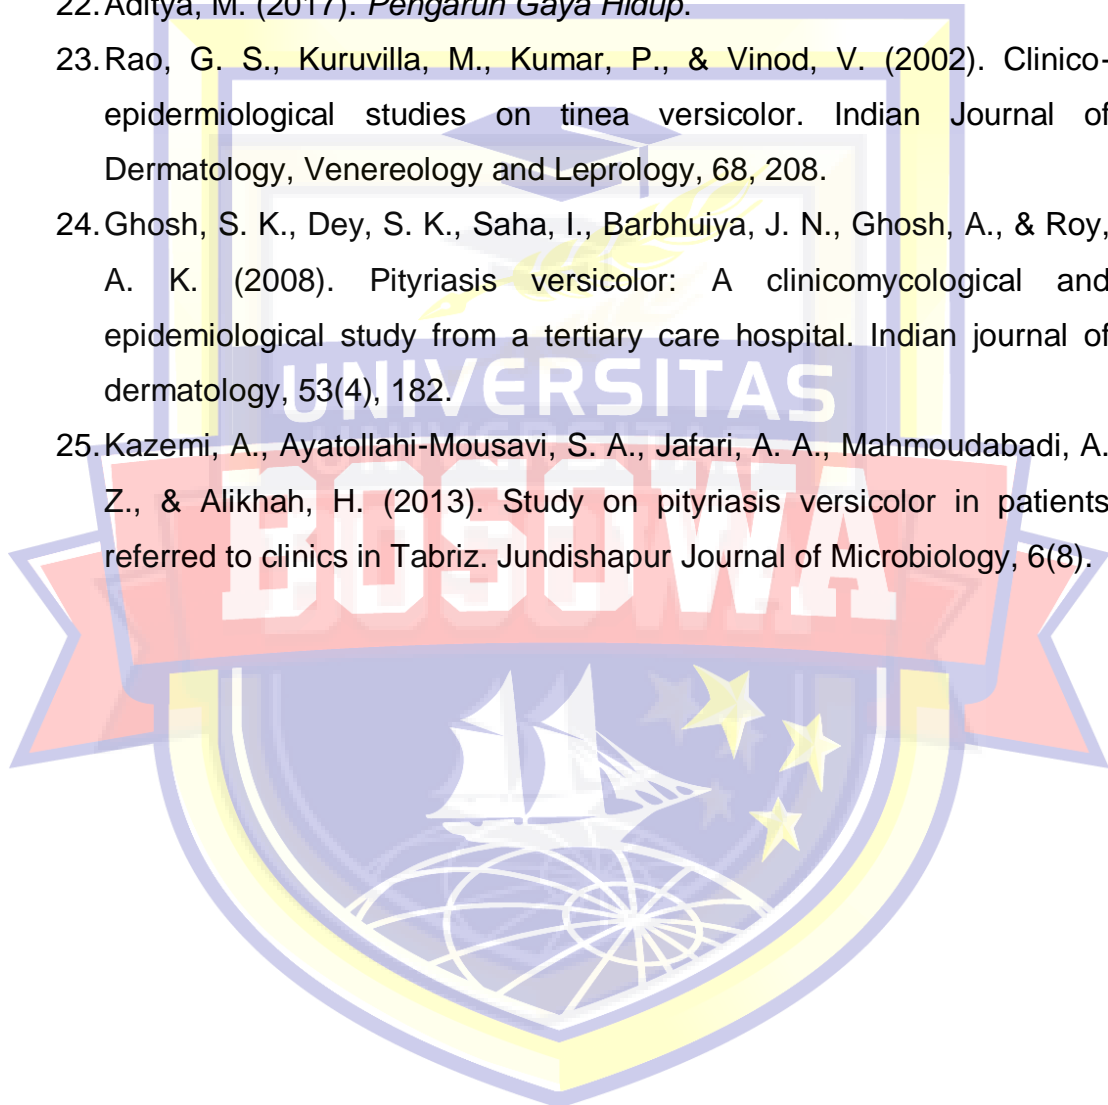 22. Aditya, M. (2017). Pengaruh Gaya Hidup.
23. Rao, G. S., Kuruvilla, M., Kumar, P., & Vinod, V. (2002). Clinico-
epidermiological studies on tinea versicolor. Indian Journal of
Dermatology, Venereology and Leprology, 68, 208.
24. Ghosh, S. K., Dey, S. K., Saha, I., Barbhuiya, J. N., Ghosh, A., & Roy,
A. K. (2008). Pityriasis versicolor: A clinicomycological and
epidemiological study from a tertiary care hospital. Indian journal of
dermatology, 53(4), 182.
UNIVERSITAS
25. Kazemi, A., Ayatollahi-Mousavi, S. A., Jafari, A. A., Mahmoudabadi, A.
Z., & Alikhah, H. (2013). Study on pityriasis versicolor in patients
referred to clinics in Tabriz. Jundishapur Journal of Microbiology, 6(8).
BOSOWA